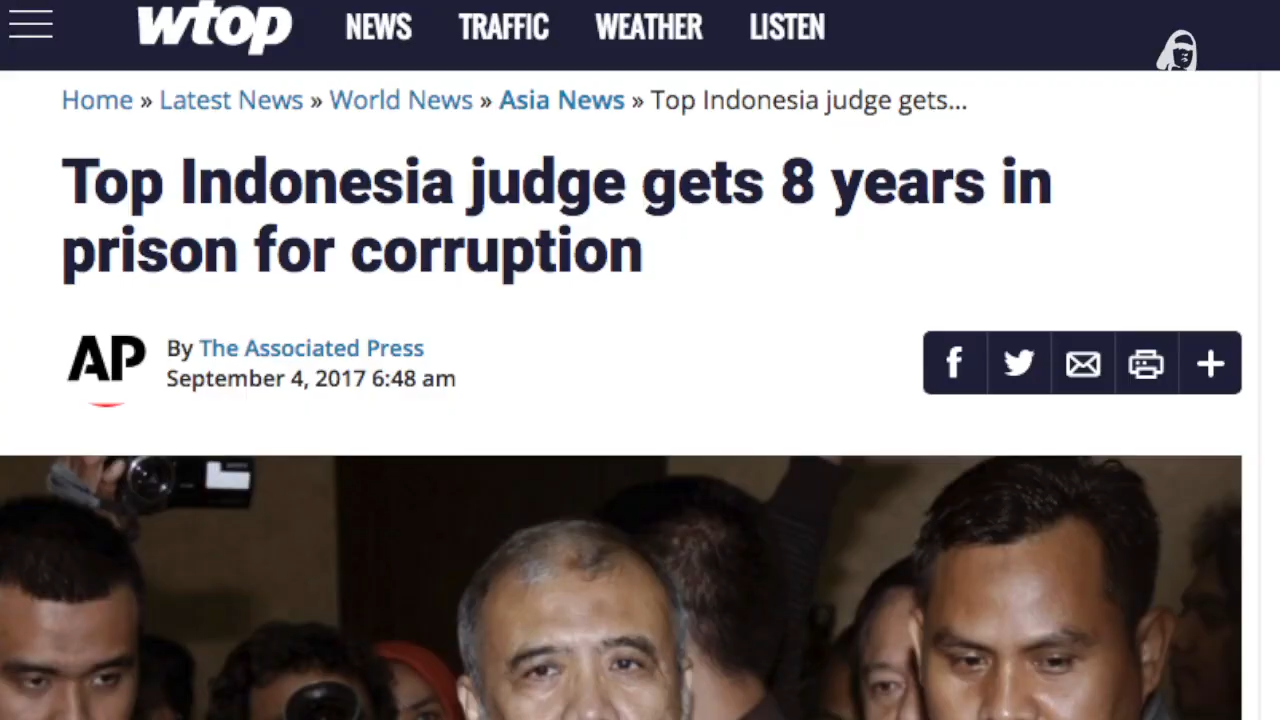 wtop NEWS TRAFFIC WEATHER LISTEN
Home » Latest News » World News » Asia News » Top Indonesia judge gets...
Top Indonesia judge gets 8 years in
prison for corruption
AP By The Associated Press
September 4, 2017 6:48 am